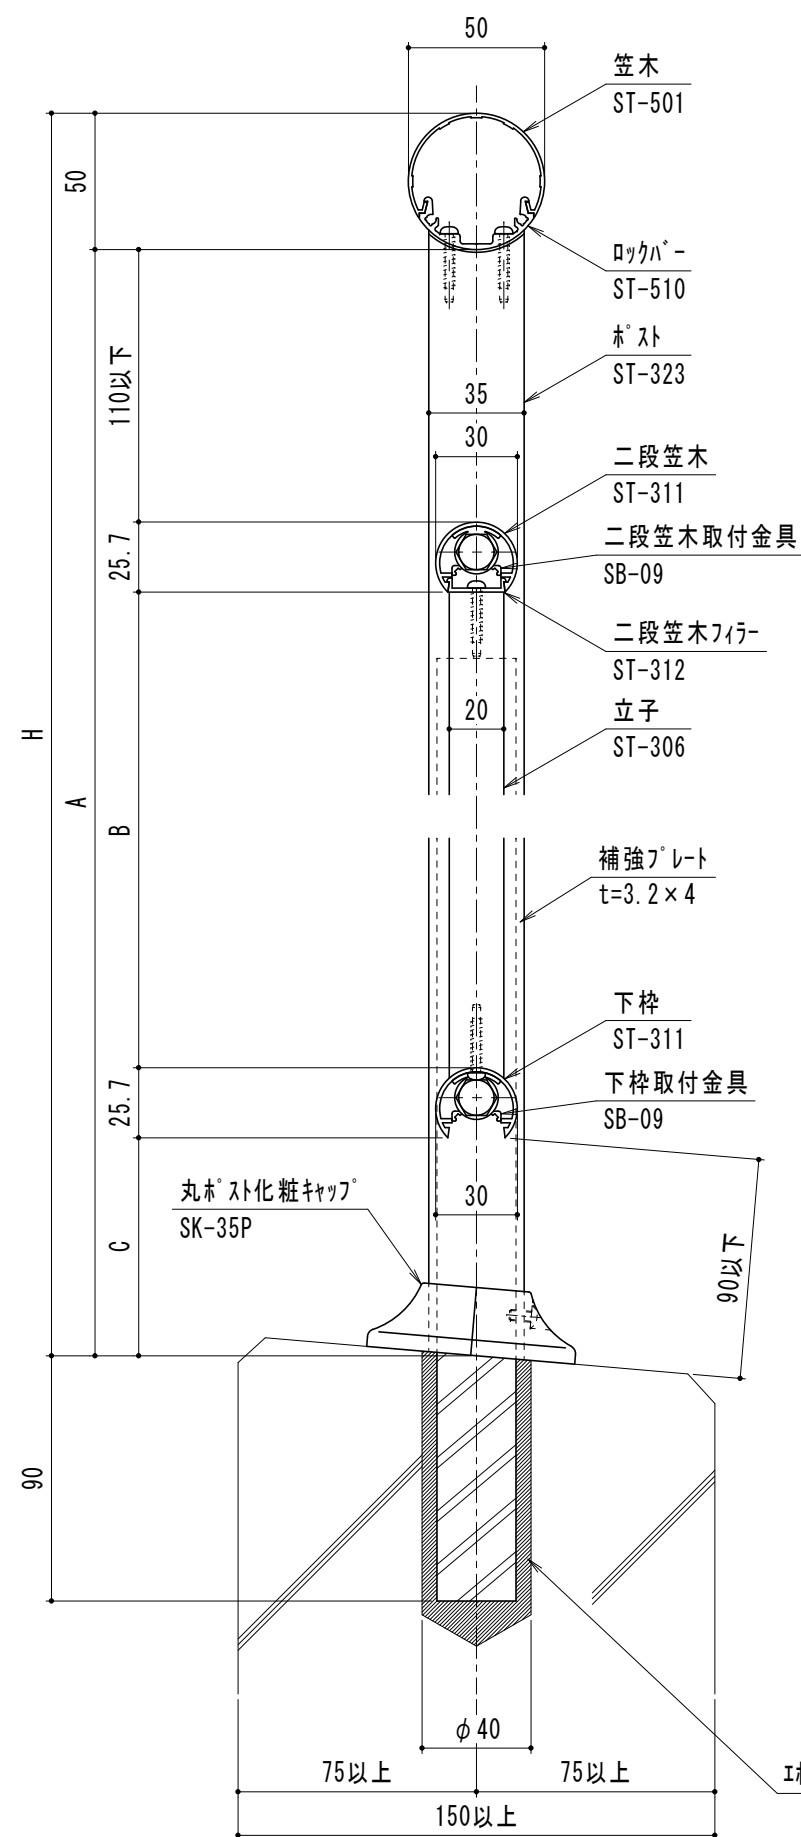 50
笠木
ST-501
50
ﾛｯｸﾊﾞｰ
ST-510
ﾎﾟｽﾄ
ST-323
110以下
35
30
二段笠木
ST-311
二段笠木取付金具
SB-09
25.7
二段笠木ﾌｨﾗｰ
ST-312
20
立子
ST-306
H
A
B
補強ﾌﾟﾚｰﾄ
t=3.2×4
下枠
ST-311
下枠取付金具
SB-09
25.7
丸ﾎﾟｽﾄ化粧ｷｬｯﾌﾟ
SK-35P
30
C
90以下
90
φ40
75以上
75以上
150以上